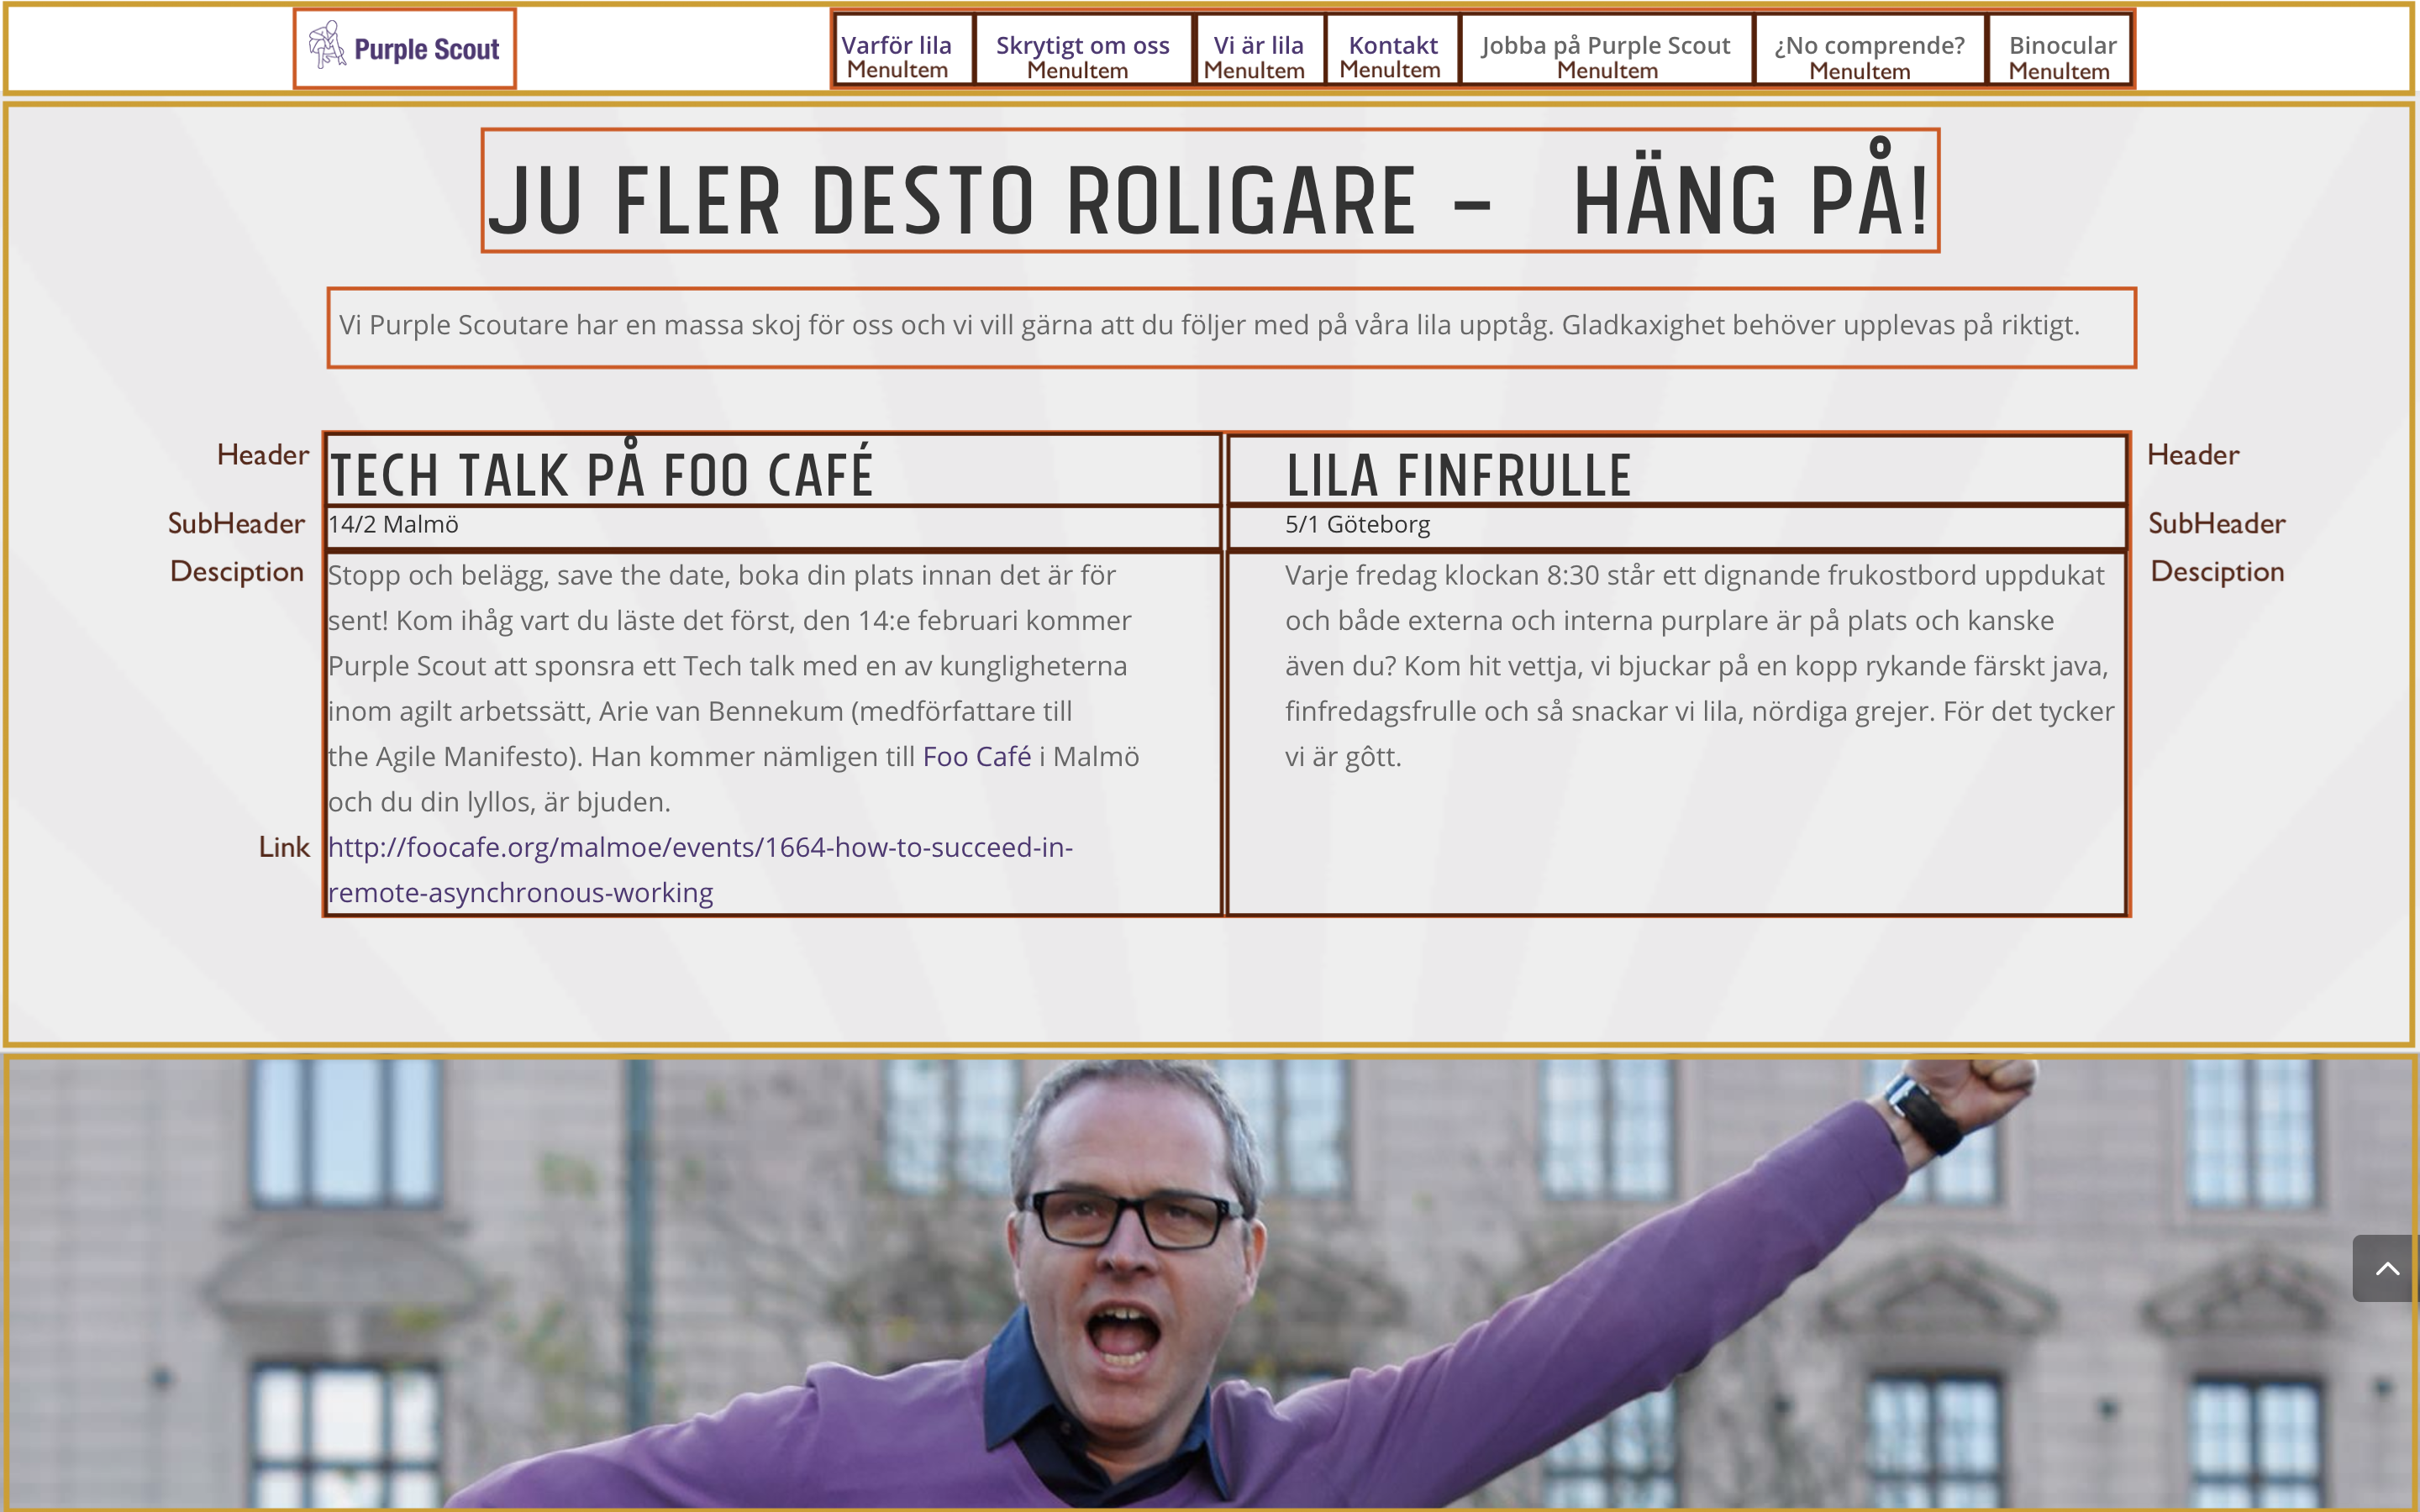 Purple Scout
Varför lila Skrytigt om oss Vi är lila Kontakt Jobba på Purple Scout ¿No comprende? Binocular
MenuItem MenuItem MenuItem MenuItem MenuItem MenuItem MenuItem
JU FLER DESTO ROLIGARE – HÄNG PÅ!
Vi Purple Scoutare har en massa skoj för oss och vi vill gärna att du följer med på våra lila upptåg. Gladkaxighet behöver upplevas på riktigt.
Header
TECH TALK PÅ FOO CAFÉ
SubHeader
14/2 Malmö
Desciption
Stopp och belägg, save the date, boka din plats innan det är för
sent! Kom ihåg vart du läste det först, den 14:e februari kommer
Purple Scout att sponsra ett Tech talk med en av kungligheterna
inom agilt arbetssätt, Arie van Bennekum (medförfattare till
the Agile Manifesto). Han kommer nämligen till Foo Café i Malmö
och du din lyllos, är bjuden.
Link
http://foocafe.org/malmoe/events/1664-how-to-succeed-in-
remote-asynchronous-working
LILA FINFRULLE
Header
5/1 Göteborg
SubHeader
Desciption
Varje fredag klockan 8:30 står ett dignande frukostbord uppdukat
och både externa och interna purplare är på plats och kanske
även du? Kom hit vettja, vi bjuckar på en kopp rykande färskt java,
finfredagsfrulle och så snackar vi lila, nördiga grejer. För det tycker
vi är gôtt.